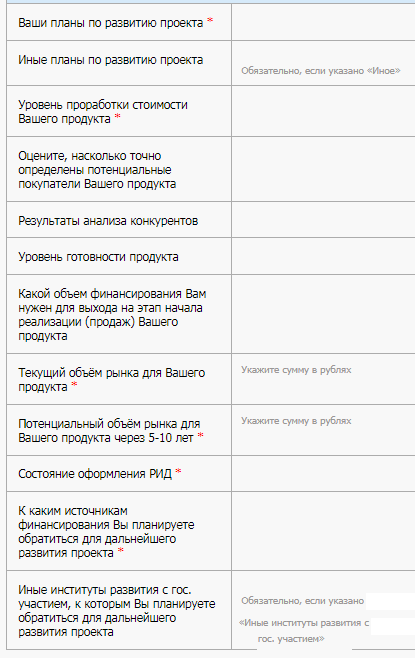 Ваши планы по развитию проекта *
Иные планы по развитию проекта
Обязательно, если указано «Иное»
Уровень проработки стоимости
Вашего продукта *
Оцените, насколько точно
определены потенциальные
покупатели Вашего продукта
Результаты анализа конкурентов
Уровень готовности продукта
Какой объем финансирования Вам
нужен для выхода на этап начала
реализации (продаж) Вашего
продукта
Текущий объём рынка для Вашего
продукта *
Укажите сумму в рублях
Потенциальный объём рынка для
Вашего продукта через 5-10 лет *
Укажите сумму в рублях
Состояние оформления РИД *
К каким источникам
финансирования Вы планируете
обратиться для дальнейшего
развития проекта *
Иные институты развития с гос.
участием, к которым Вы планируете
обратиться для дальнейшего
развития проекта
Обязательно, если указано
«Иные институты развития с
гос. участием»